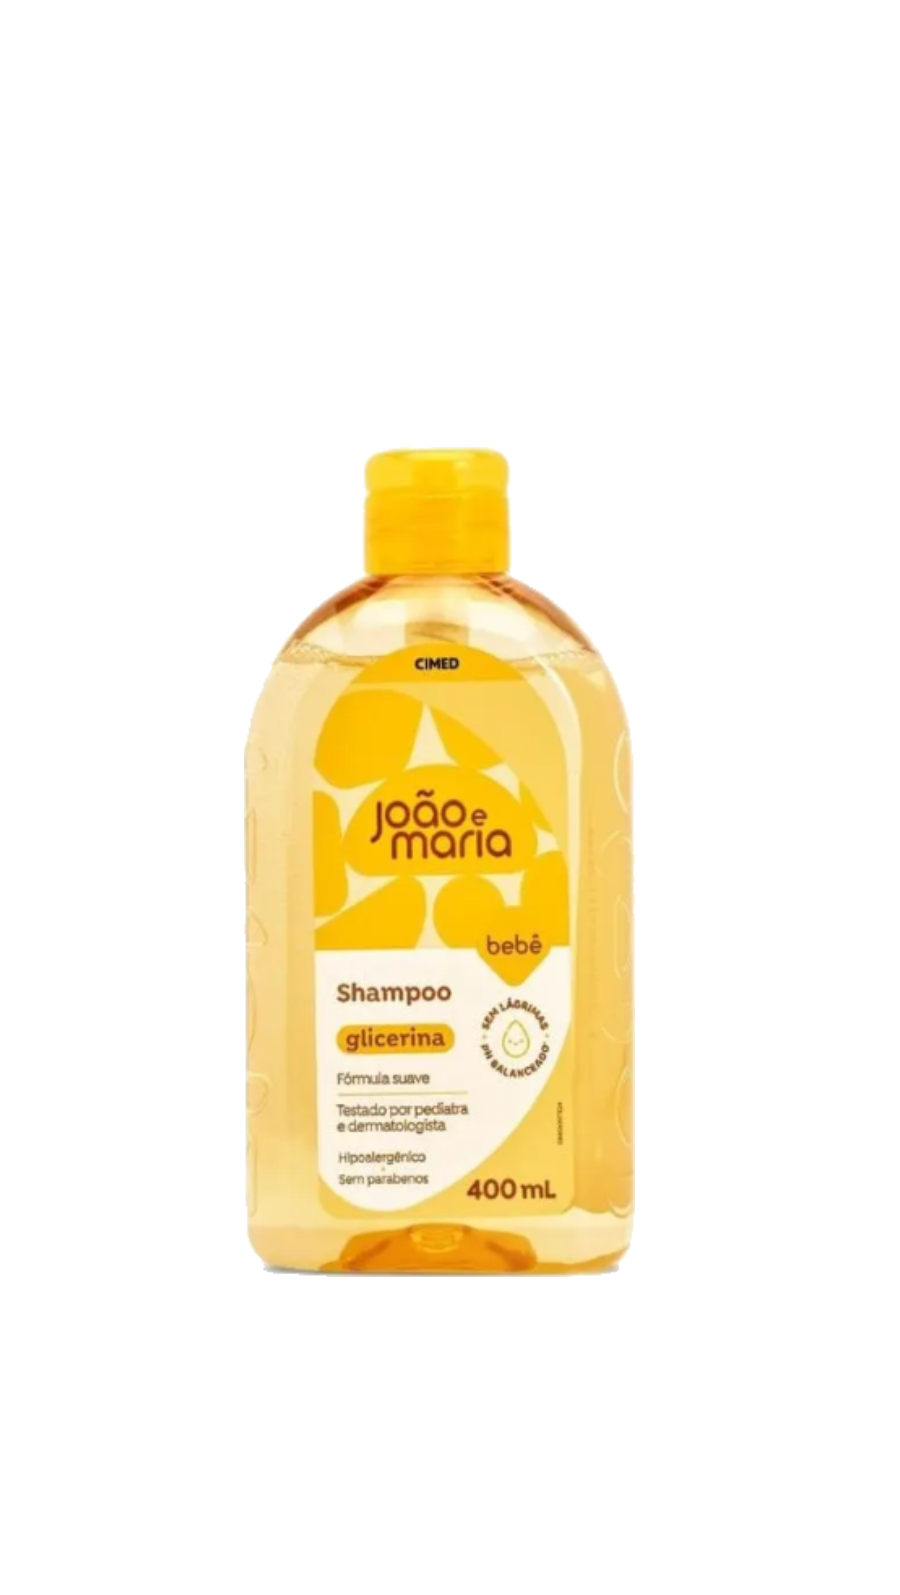 CIMED
João e
maria
bebê
Shampoo
glicerina
SEM LÁGRIMAS
PH BALANCEADO
Fórmula suave
Testado por pediatra
e dermatologista
Hipoalergênico
Sem parabenos
400 mL